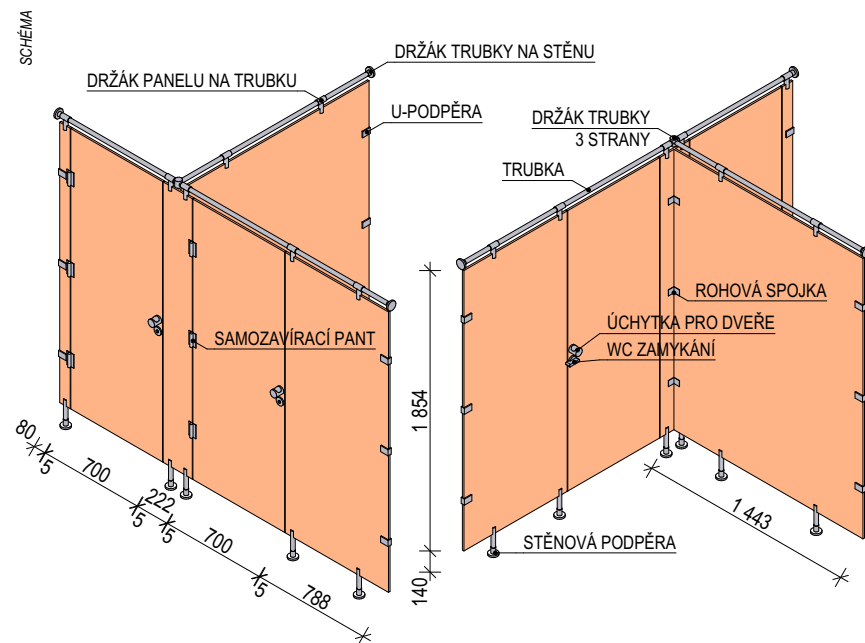 SCHÉMA
DRŽÁK TRUBKY NA STĚNU
DRŽÁK PANELU NA TRUBKU
U-PODPĚRA
SAMOZAVÍRACÍ PANT
80
5
700
5
222
5
700
5
788
DRŽÁK TRUBKY
3 STRANY
TRUBKA
ROHOVÁ SPOJKA
ÚCHYTKA PRO DVEŘE
WC ZAMYKÁNÍ
1 854
140
STĚNOVÁ PODPĚRA
1 443